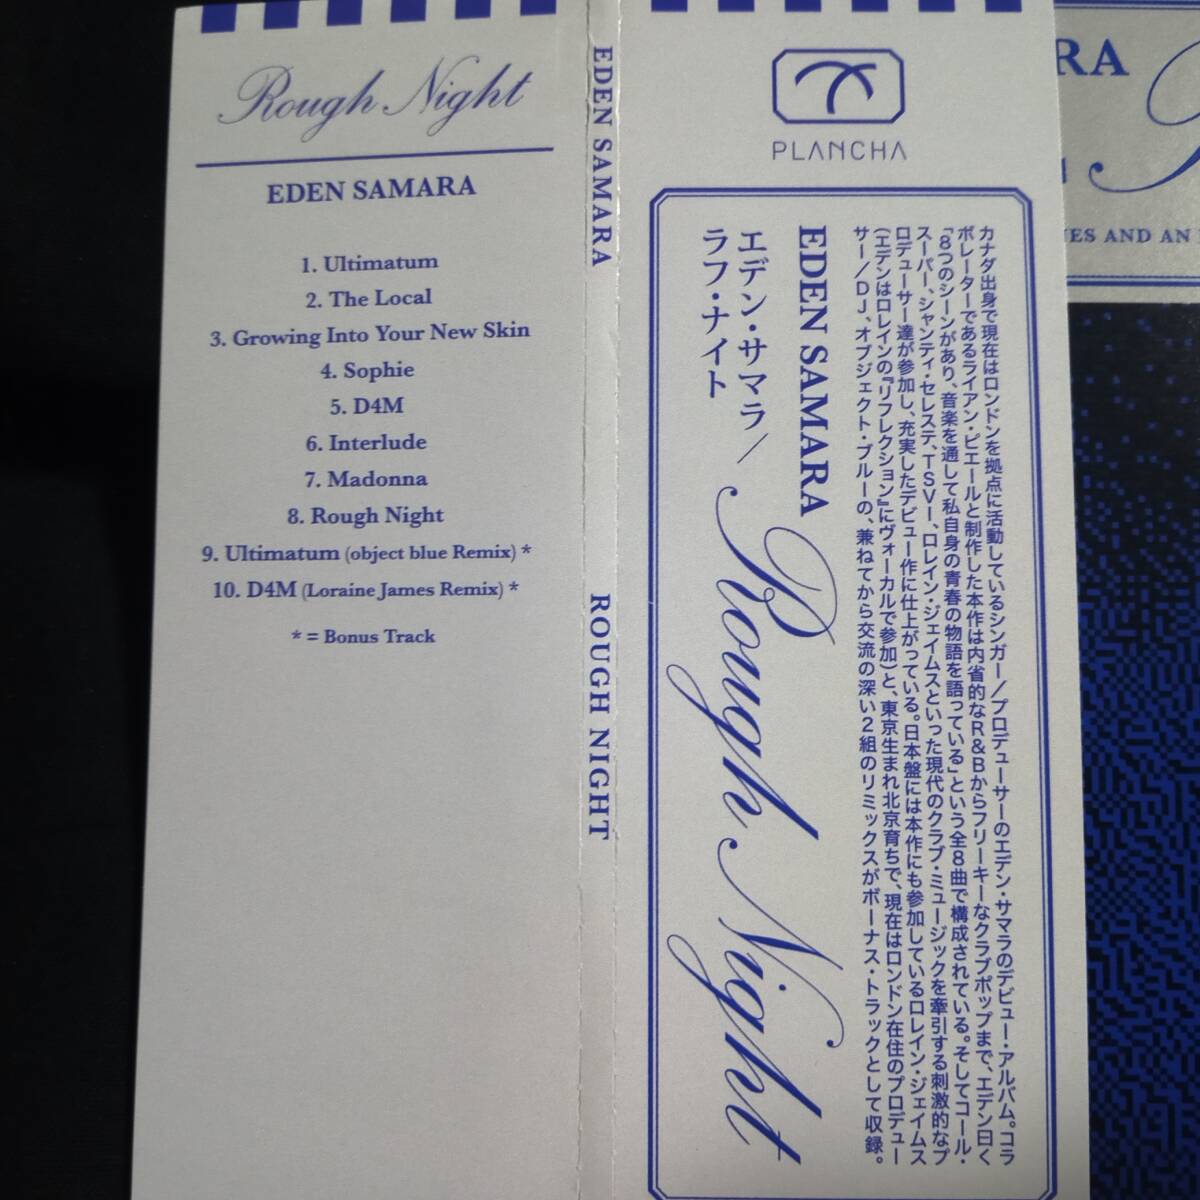 Rough Night
EDEN SAMARA
1. Ultimatum
2. The Local
3. Growing Into Your New Skin
4. Sophie
5. D4M
6. Interlude
7. Madonna
8. Rough Night
9. Ultimatum (object blue Remix) *
10. D4M (Loraine James Remix) *
* = Bonus Track
EDEN SAMARA
ROUGH NIGHT
PLANCHA
カナダ出身で現在はロンドンを拠点に活動しているシンガー/プロデューサーのエデン・サマラのデビュー・アルバム。コラ
ボレーターであるライアン・ピエールと制作した本作は内省的なR&Bからフリーキーなクラブポップまで、エデン曰く
「8つのシーンがあり、音楽を通して私自身の青春の物語を語っている」という全8曲で構成されている。そしてコール・
スーパー、シャンティ・セレステ、TSVI、ロレイン・ジェイムスといった現代のクラブ・ミュージックを牽引する刺激的なプ
ロデューサー達が参加し、充実したデビュー作に仕上がっている。日本盤には本作にも参加しているロレイン・ジェイムス
(エデンはロレインの『リフレクション』にヴォーカルで参加)と、東京生まれ北京育ちで、現在はロンドン在住のプロデュー
サー/DJ、オブジェクト・ブルーの、兼ねてから交流の深い2組のリミックスがボーナス・トラックとして収録。
EDEN SAMARA
Rough Night
エデン・サマラ/
ラフ・ナイト
RA
ES AND AN